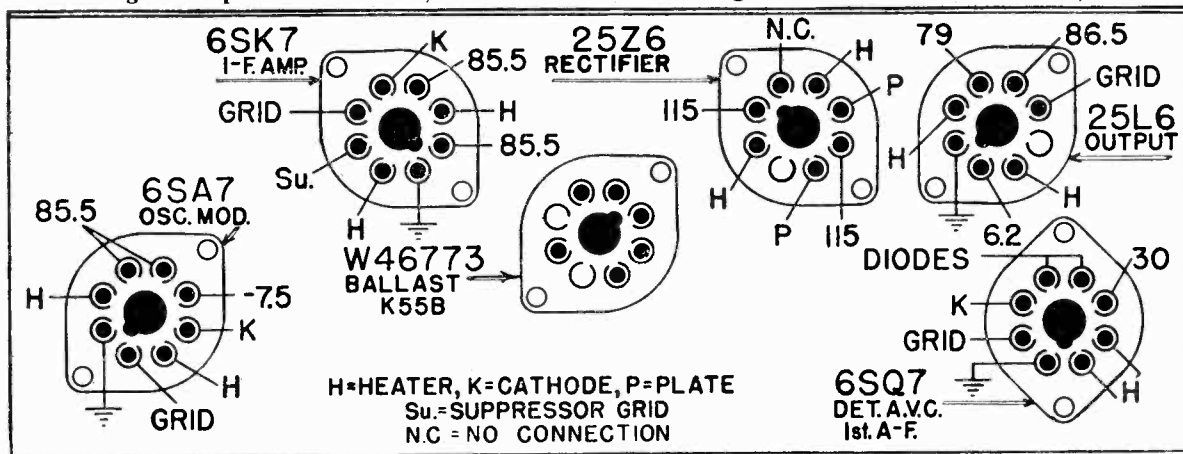 6SK7
I-F. AMP.
K
85.5
GRID
H
85.5
Su.
H
25Z6
RECTIFIER
N.C.
H
P
115
H
P
115
79
86.5
GRID
25L6
OUTPUT
H
6.2
H
6SA7
OSC. MOD.
85.5
H
-7.5
K
H
GRID
W46773
BALLAST
K55B
DIODES
30
K
GRID
H
6SQ7
DET. A.V.C.
1st. A-F.
H=HEATER, K=CATHODE, P=PLATE
Su.=SUPPRESSOR GRID
N.C = NO CONNECTION